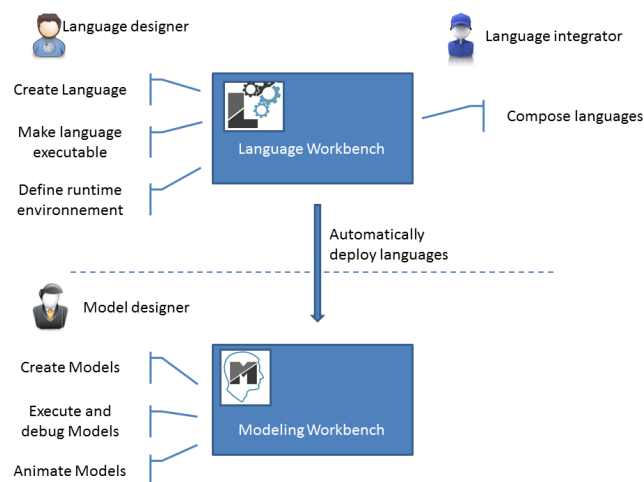 Language designer
Language integrator
Create Language
Make language
executable
Define runtime
environnement
L
Language Workbench
Compose languages
Automatically
deploy languages
Model designer
Create Models
Execute and
debug Models
Animate Models
M
Modeling Workbench